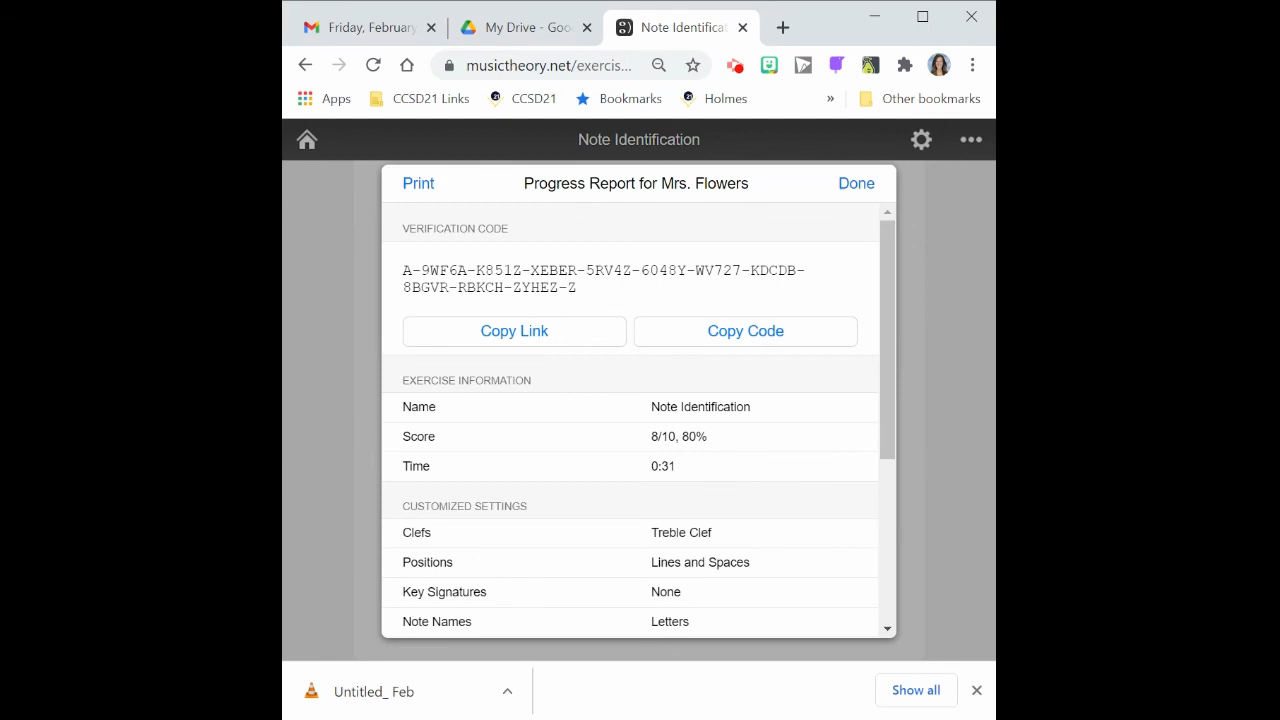 Friday, February
My Drive - Goo
Note Identificat
musictheory.net/exercis...
Apps
CCSD21 Links
CCSD21
Bookmarks
Holmes
»
Other bookmarks
Note Identification
Print
Progress Report for Mrs. Flowers
Done
VERIFICATION CODE
A-9WF6A-K851Z-XEBER-5RV4Z-6048Y-WV727-KDCDB-
8BGVR-RBKCH-ZYHEZ-Z
Copy Link
Copy Code
EXERCISE INFORMATION
Name Note Identification
Score 8/10, 80%
Time 0:31
CUSTOMIZED SETTINGS
Clefs Treble Clef
Positions Lines and Spaces
Key Signatures None
Note Names Letters
Untitled_ Feb
Show all